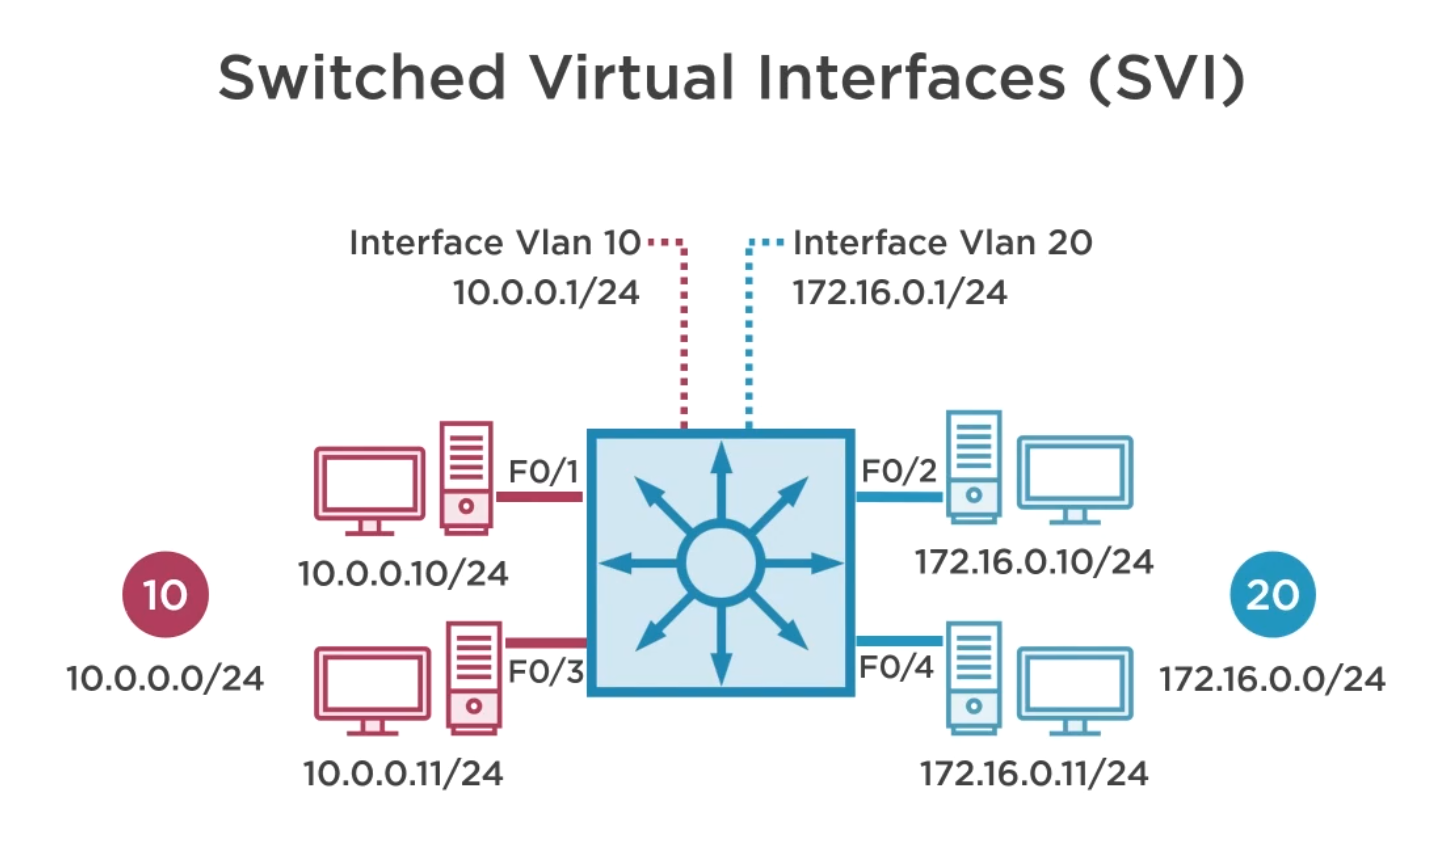 Switched Virtual Interfaces (SVI)
Interface Vlan 10
10.0.0.1/24
Interface Vlan 20
172.16.0.1/24
F0/1
F0/2
10.0.0.10/24
172.16.0.10/24
10
10.0.0.0/24
20
172.16.0.0/24
F0/3
F0/4
10.0.0.11/24
172.16.0.11/24